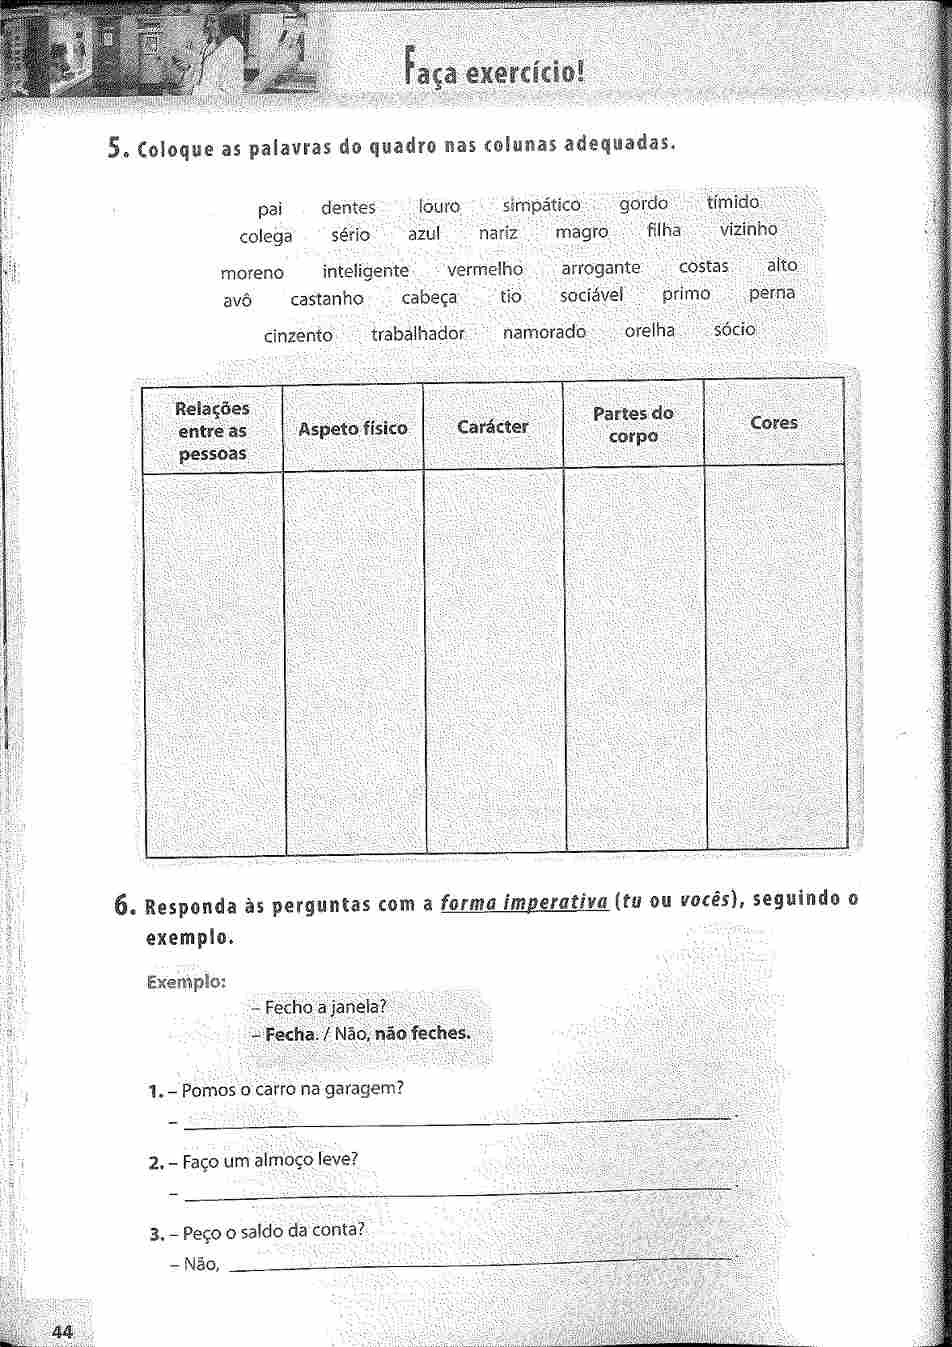 Faça exercício!
5. Coloque as palavras do quadro nas colunas adequadas.
pai dentes louro simpático gordo tímido
colega sério azul nariz magro filha vizinho
moreno inteligente vermelho arrogante costas alto
avô castanho cabeça tio sociável primo perna
cinzento trabalhador namorado orelha sócio
Relações entre as pessoas
Aspeto físico
Carácter
Partes do corpo
Cores
6. Responda às perguntas com a forma imperativa (tu ou vocês), seguindo o
exemplo.
Exemplo:
– Fecho a janela?
– Fecha. / Não, não feches.
1. – Pomos o carro na garagem?
– .
2. – Faço um almoço leve?
– .
3. – Peço o saldo da conta?
– Não, .
44